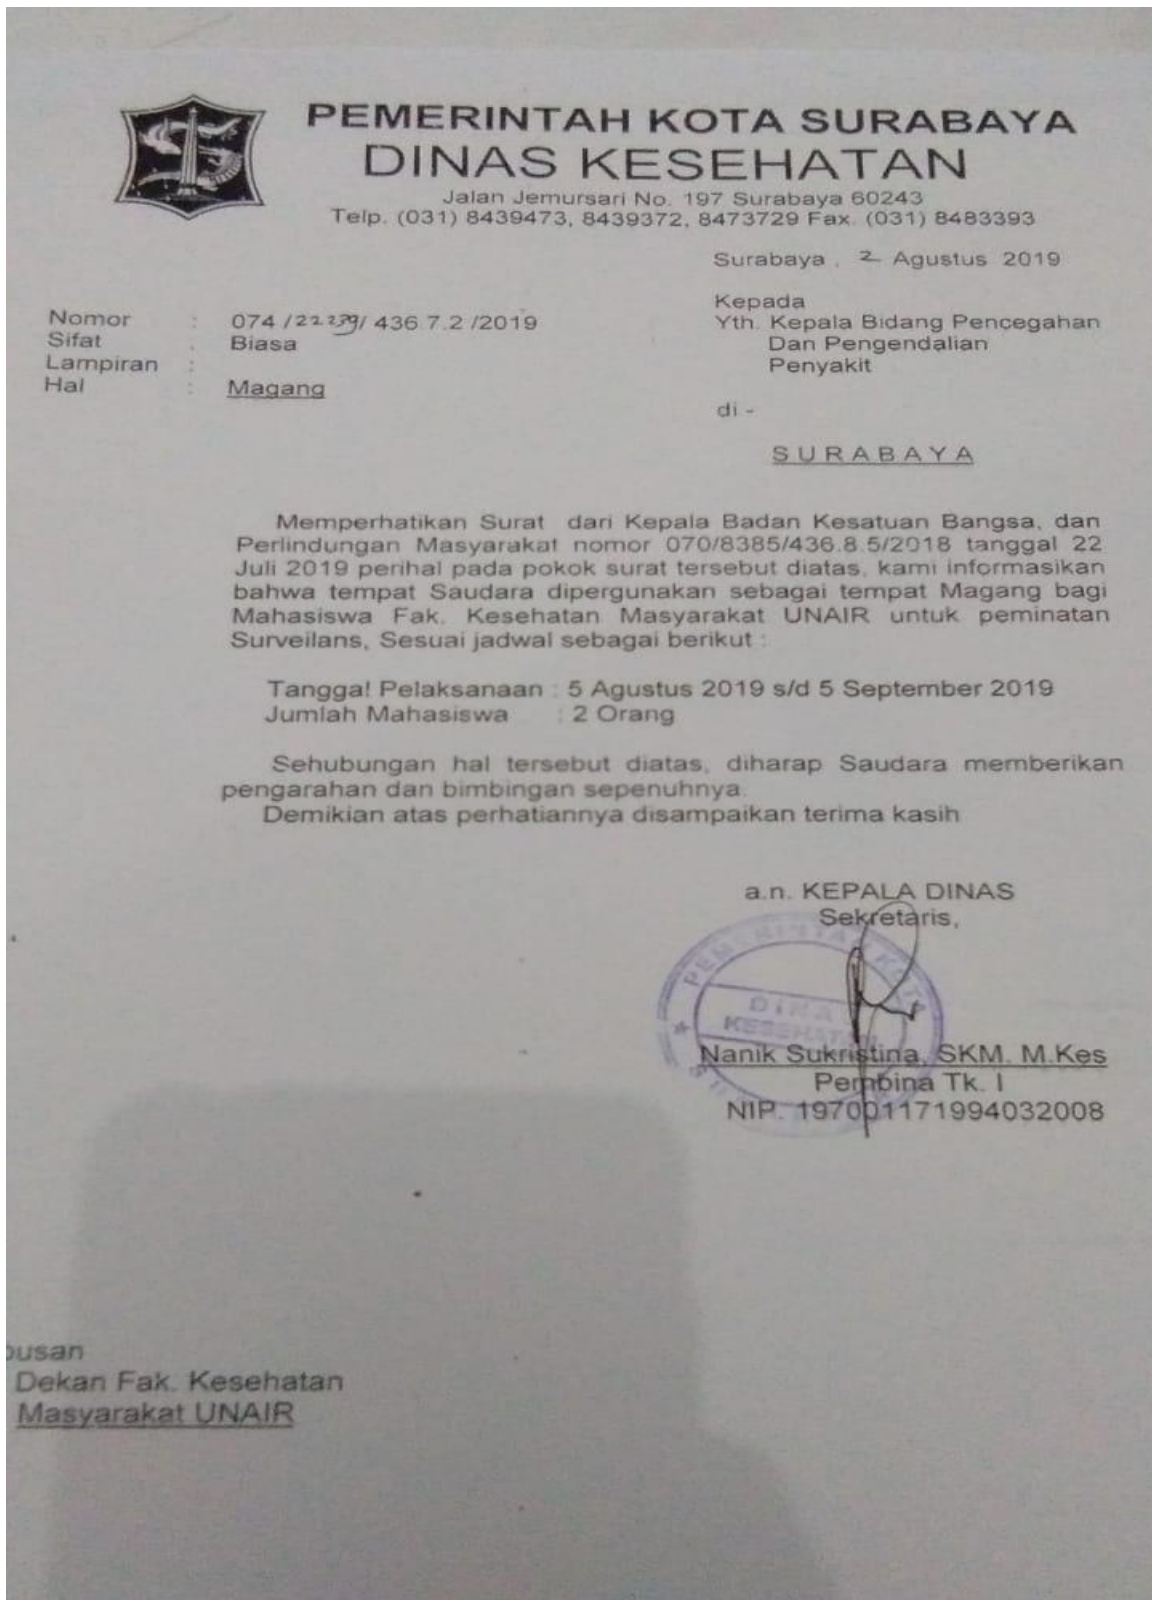 PEMERINTAH KOTA SURABAYA
DINAS KESEHATAN
Jalan Jemursari No. 197 Surabaya 60243
Telp. (031) 8439473, 8439372, 8473729 Fax. (031) 8483393
Surabaya , 2 Agustus 2019
Kepada
Yth. Kepala Bidang Pencegahan
Dan Pengendalian
Penyakit
di -
SURABAYA
Nomor : 074 /22239/ 436.7.2 /2019
Sifat : Biasa
Lampiran :
Hal : Magang
Memperhatikan Surat dari Kepala Badan Kesatuan Bangsa, dan
Perlindungan Masyarakat nomor 070/8385/436.8.5/2018 tanggal 22
Juli 2019 perihal pada pokok surat tersebut diatas, kami informasikan
bahwa tempat Saudara dipergunakan sebagai tempat Magang bagi
Mahasiswa Fak. Kesehatan Masyarakat UNAIR untuk peminatan
Surveilans, Sesuai jadwal sebagai berikut :
Tanggal Pelaksanaan : 5 Agustus 2019 s/d 5 September 2019
Jumlah Mahasiswa : 2 Orang
Sehubungan hal tersebut diatas, diharap Saudara memberikan
pengarahan dan bimbingan sepenuhnya.
Demikian atas perhatiannya disampaikan terima kasih
a.n. KEPALA DINAS
Sekretaris,
PEMERINTAH KOTA
DINAS
KESEHATAN
Nanik Sukristina, SKM. M.Kes
Pembina Tk. I
NIP. 197001171994032008
busan
Dekan Fak. Kesehatan
Masyarakat UNAIR